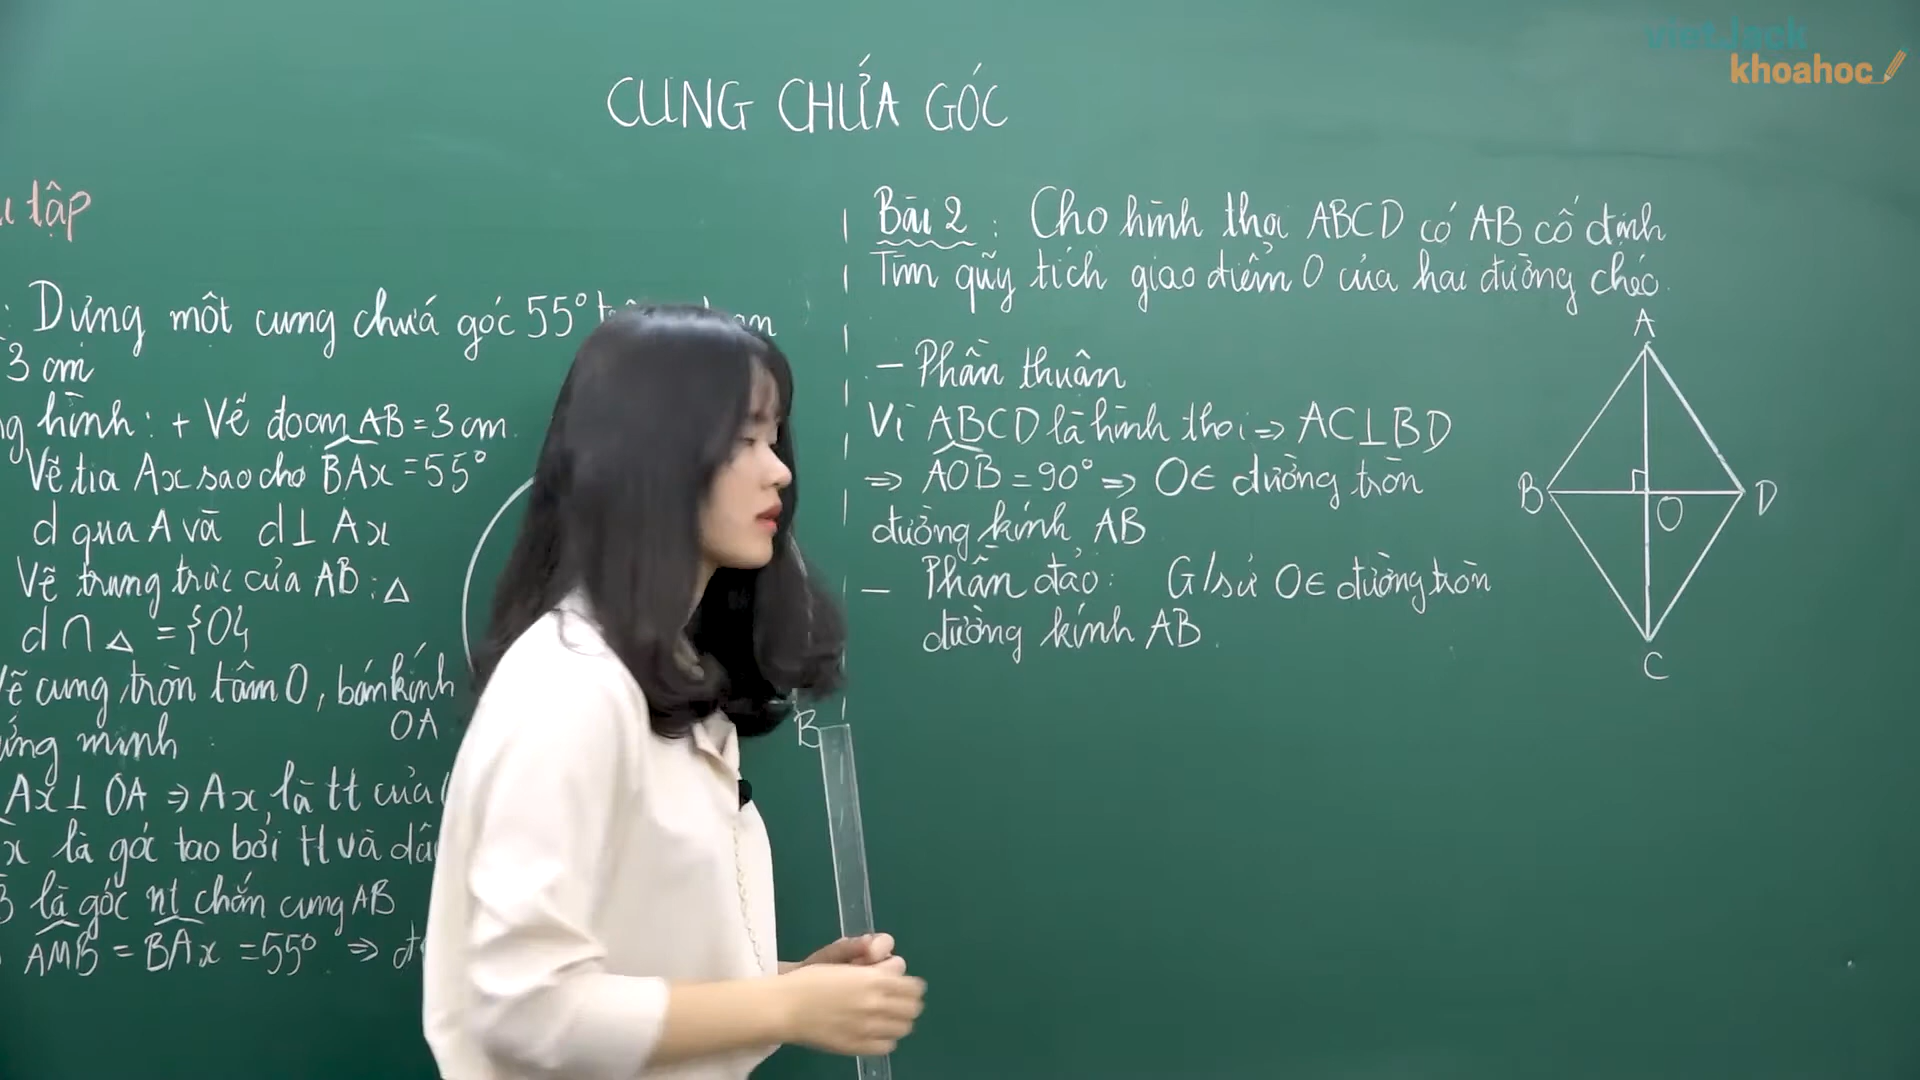 vietJack
khoahoc
CUNG CHỨA GÓC
tập
: Dựng một cung chứa góc 55°
3 cm
hình: + Vẽ đoạn AB = 3 cm
Vẽ tia Ax sao cho BAx = 55°
d qua A và d ⊥ Ax
Vẽ trung trực của AB: Δ
d ∩ Δ = {O}
Vẽ cung tròn tâm O, bán kính
OA
minh
Ax ⊥ OA ⇒ Ax là tt của
x là góc tạo bởi tt và
B là góc nt chắn cung AB
AMB = BAx = 55° ⇒
B
Bài 2 : Cho hình thoi ABCD có AB cố định
Tìm quỹ tích giao điểm O của hai đường chéo.
- Phần thuận
Vì ABCD là hình thoi ⇒ AC ⊥ BD
⇒ AOB = 90° ⇒ O ∈ đường tròn
đường kính AB
- Phần đảo: G/sử O ∈ đường tròn
đường kính AB.
A
B
O
D
C